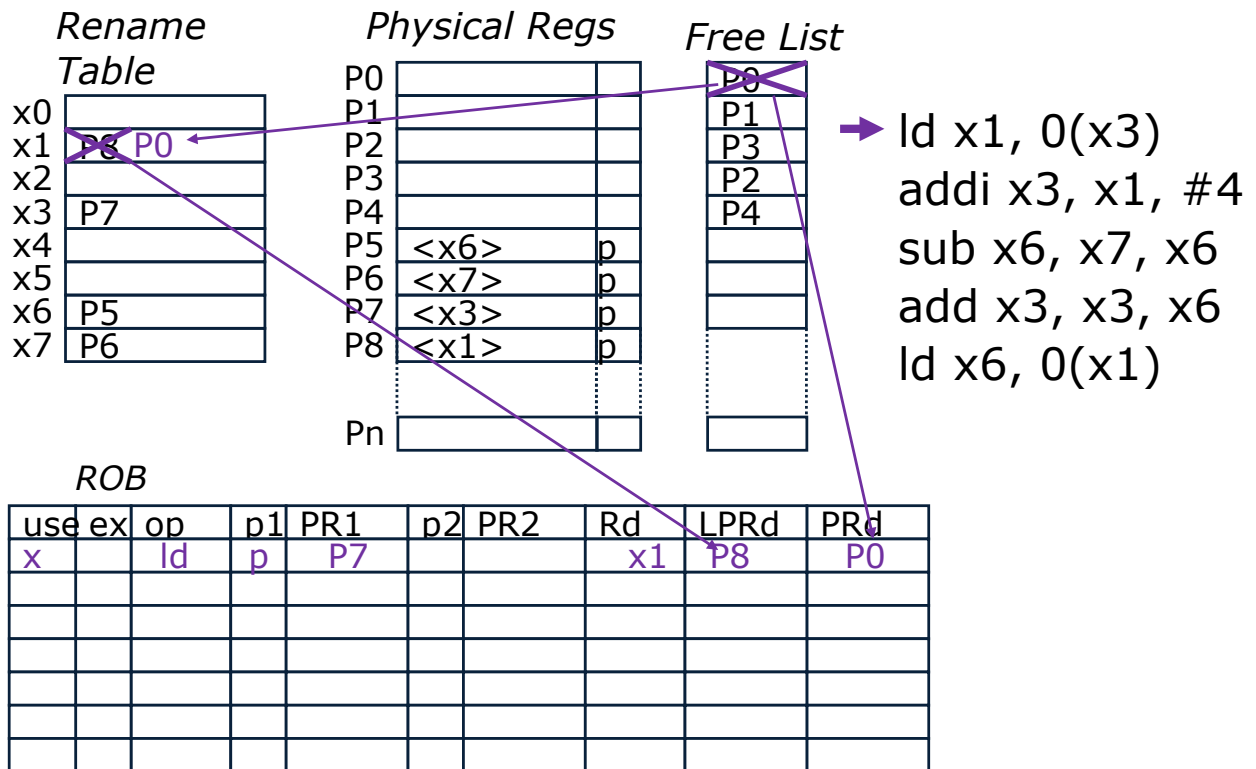 Rename Table
Physical Regs
Free List
x0
x1 P8 P0
x2
x3 P7
x4
x5
x6 P5
x7 P6
P0
P1
P2
P3
P4
P5 <x6> p
P6 <x7> p
P7 <x3> p
P8 <x1> p
Pn
P0
P1
P3
P2
P4
ld x1, 0(x3)
addi x3, x1, #4
sub x6, x7, x6
add x3, x3, x6
ld x6, 0(x1)
ROB
use ex op p1 PR1 p2 PR2 Rd LPRd PRd
x ld p P7 x1 P8 P0